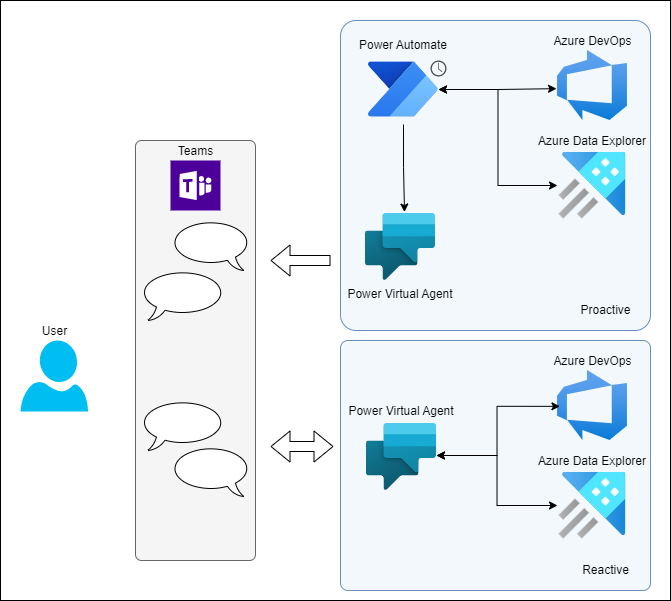 Power Automate
Azure DevOps
Azure Data Explorer
Teams
T
Power Virtual Agent
Proactive
User
Azure DevOps
Power Virtual Agent
Azure Data Explorer
Reactive